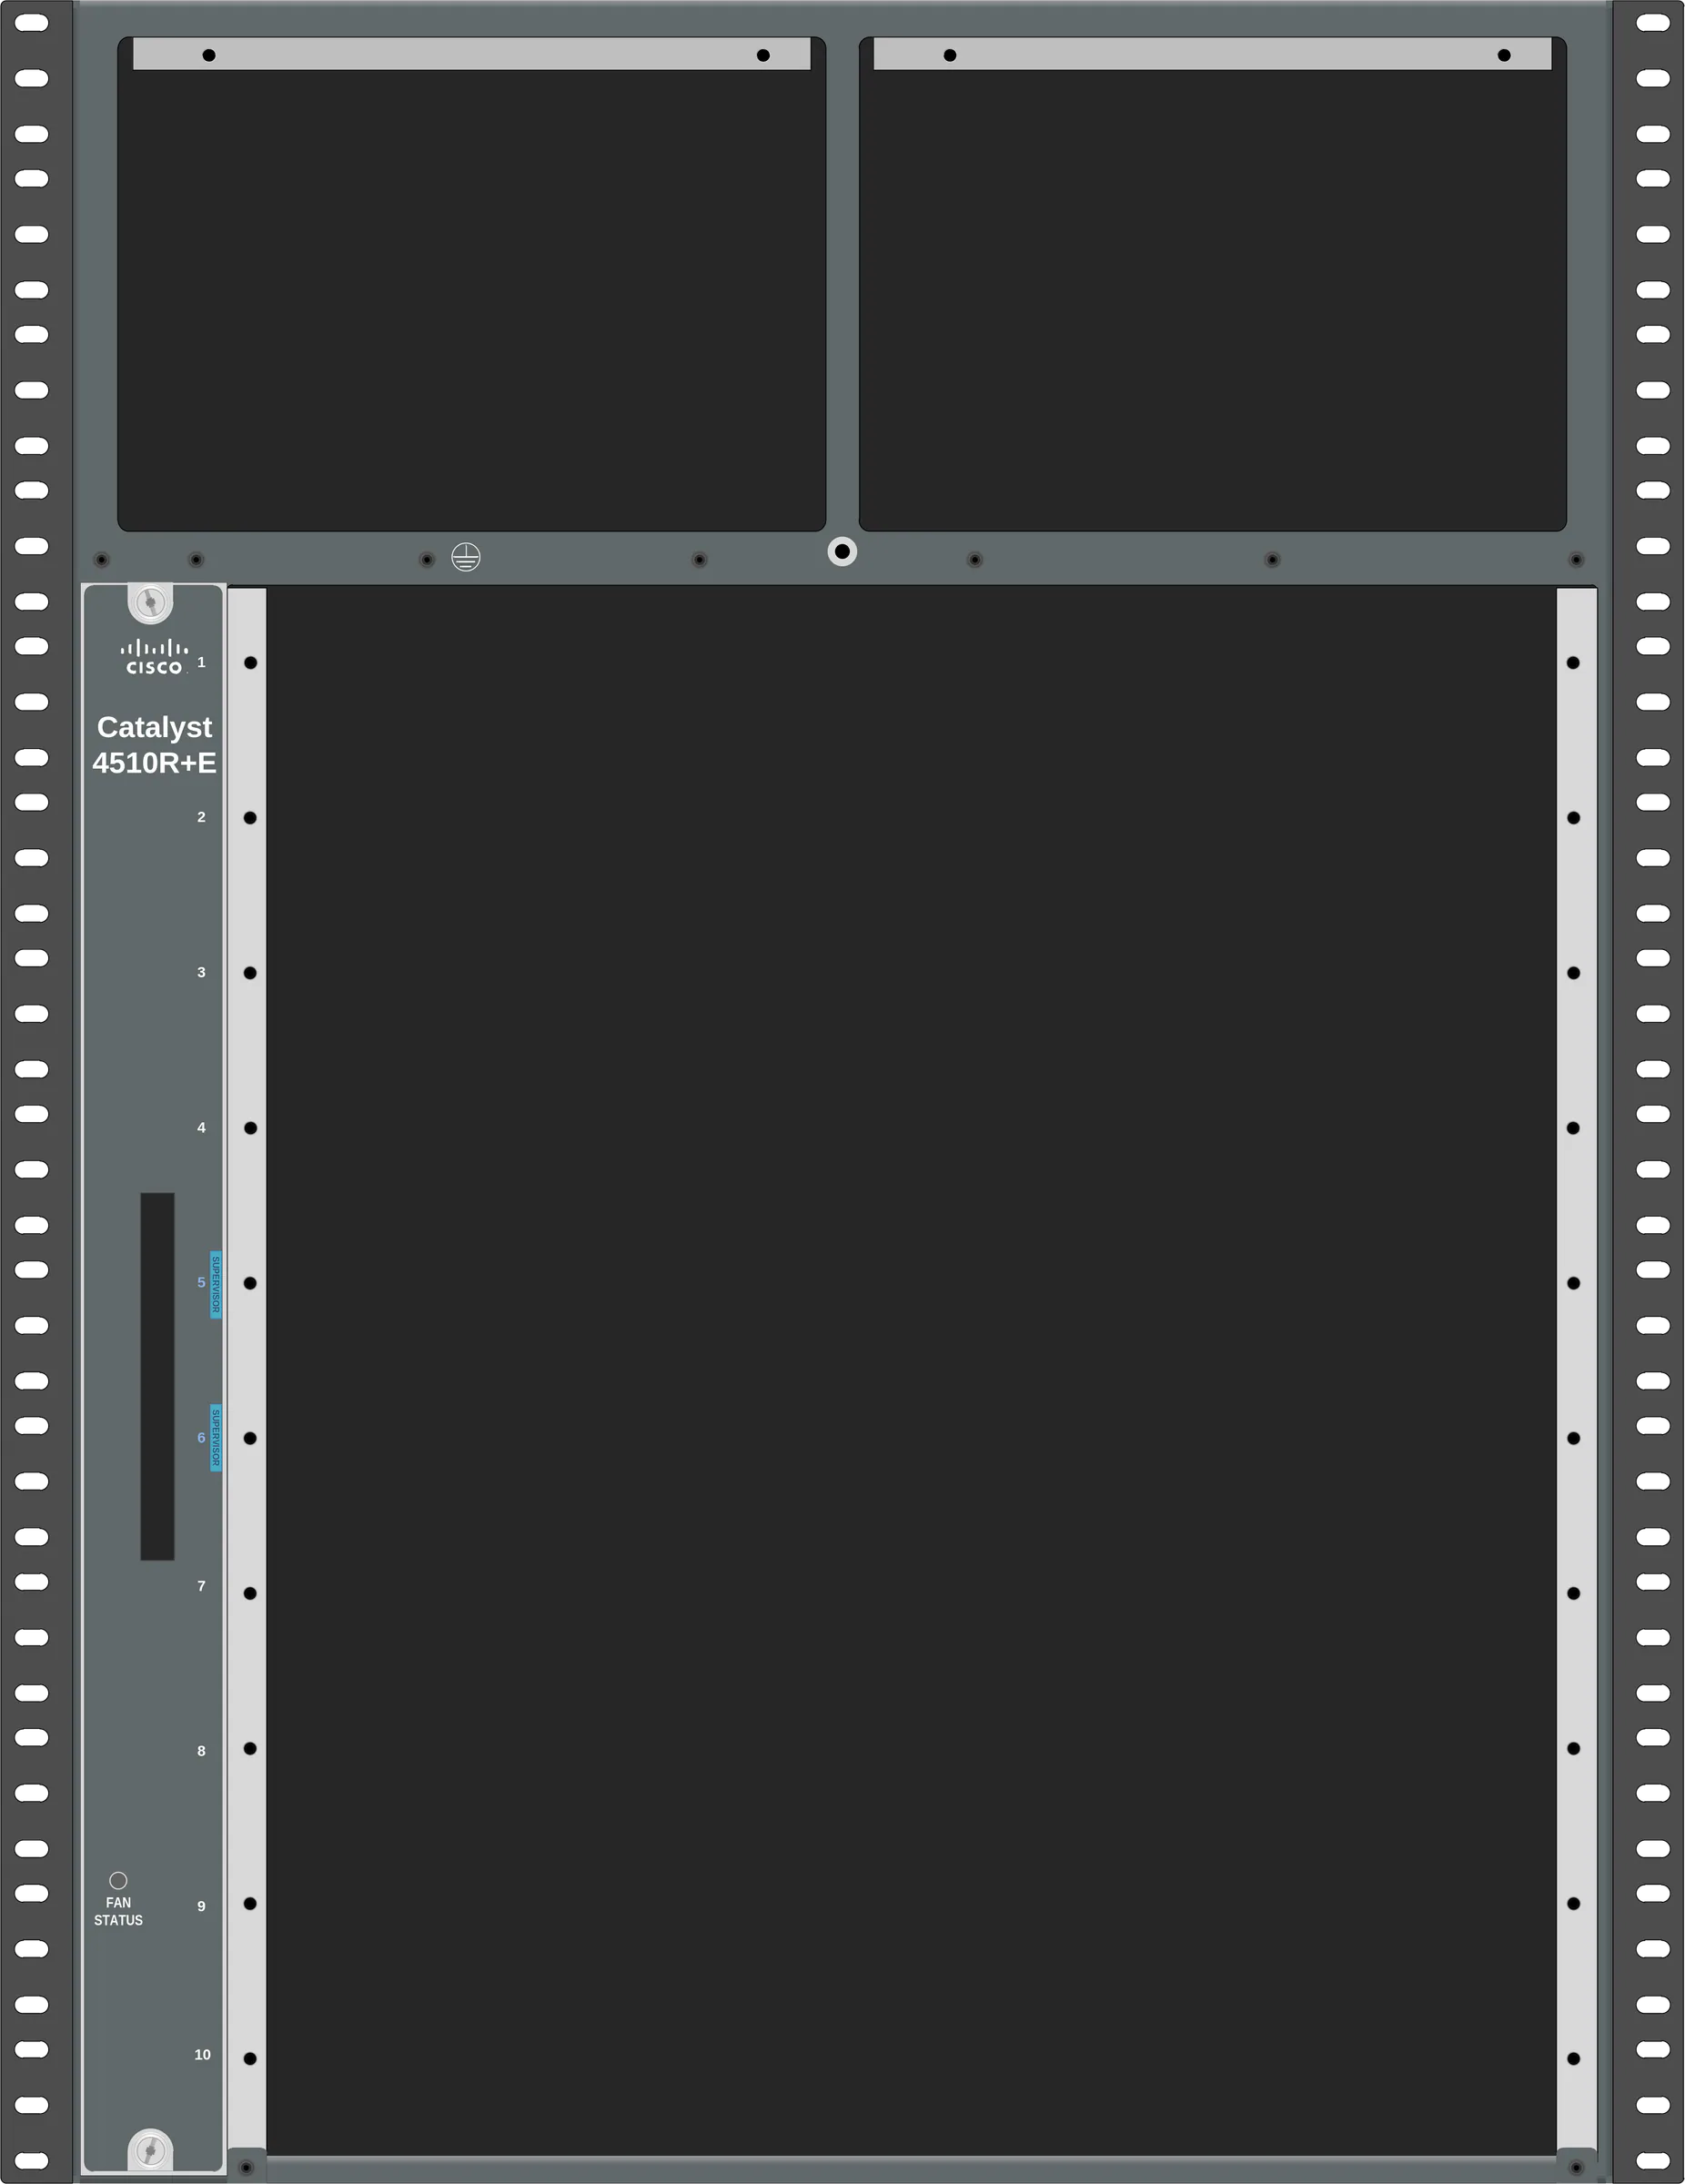 CISCO
1
Catalyst
4510R+E
2
3
4
5 SUPERVISOR
6 SUPERVISOR
7
8
FAN
STATUS
9
10